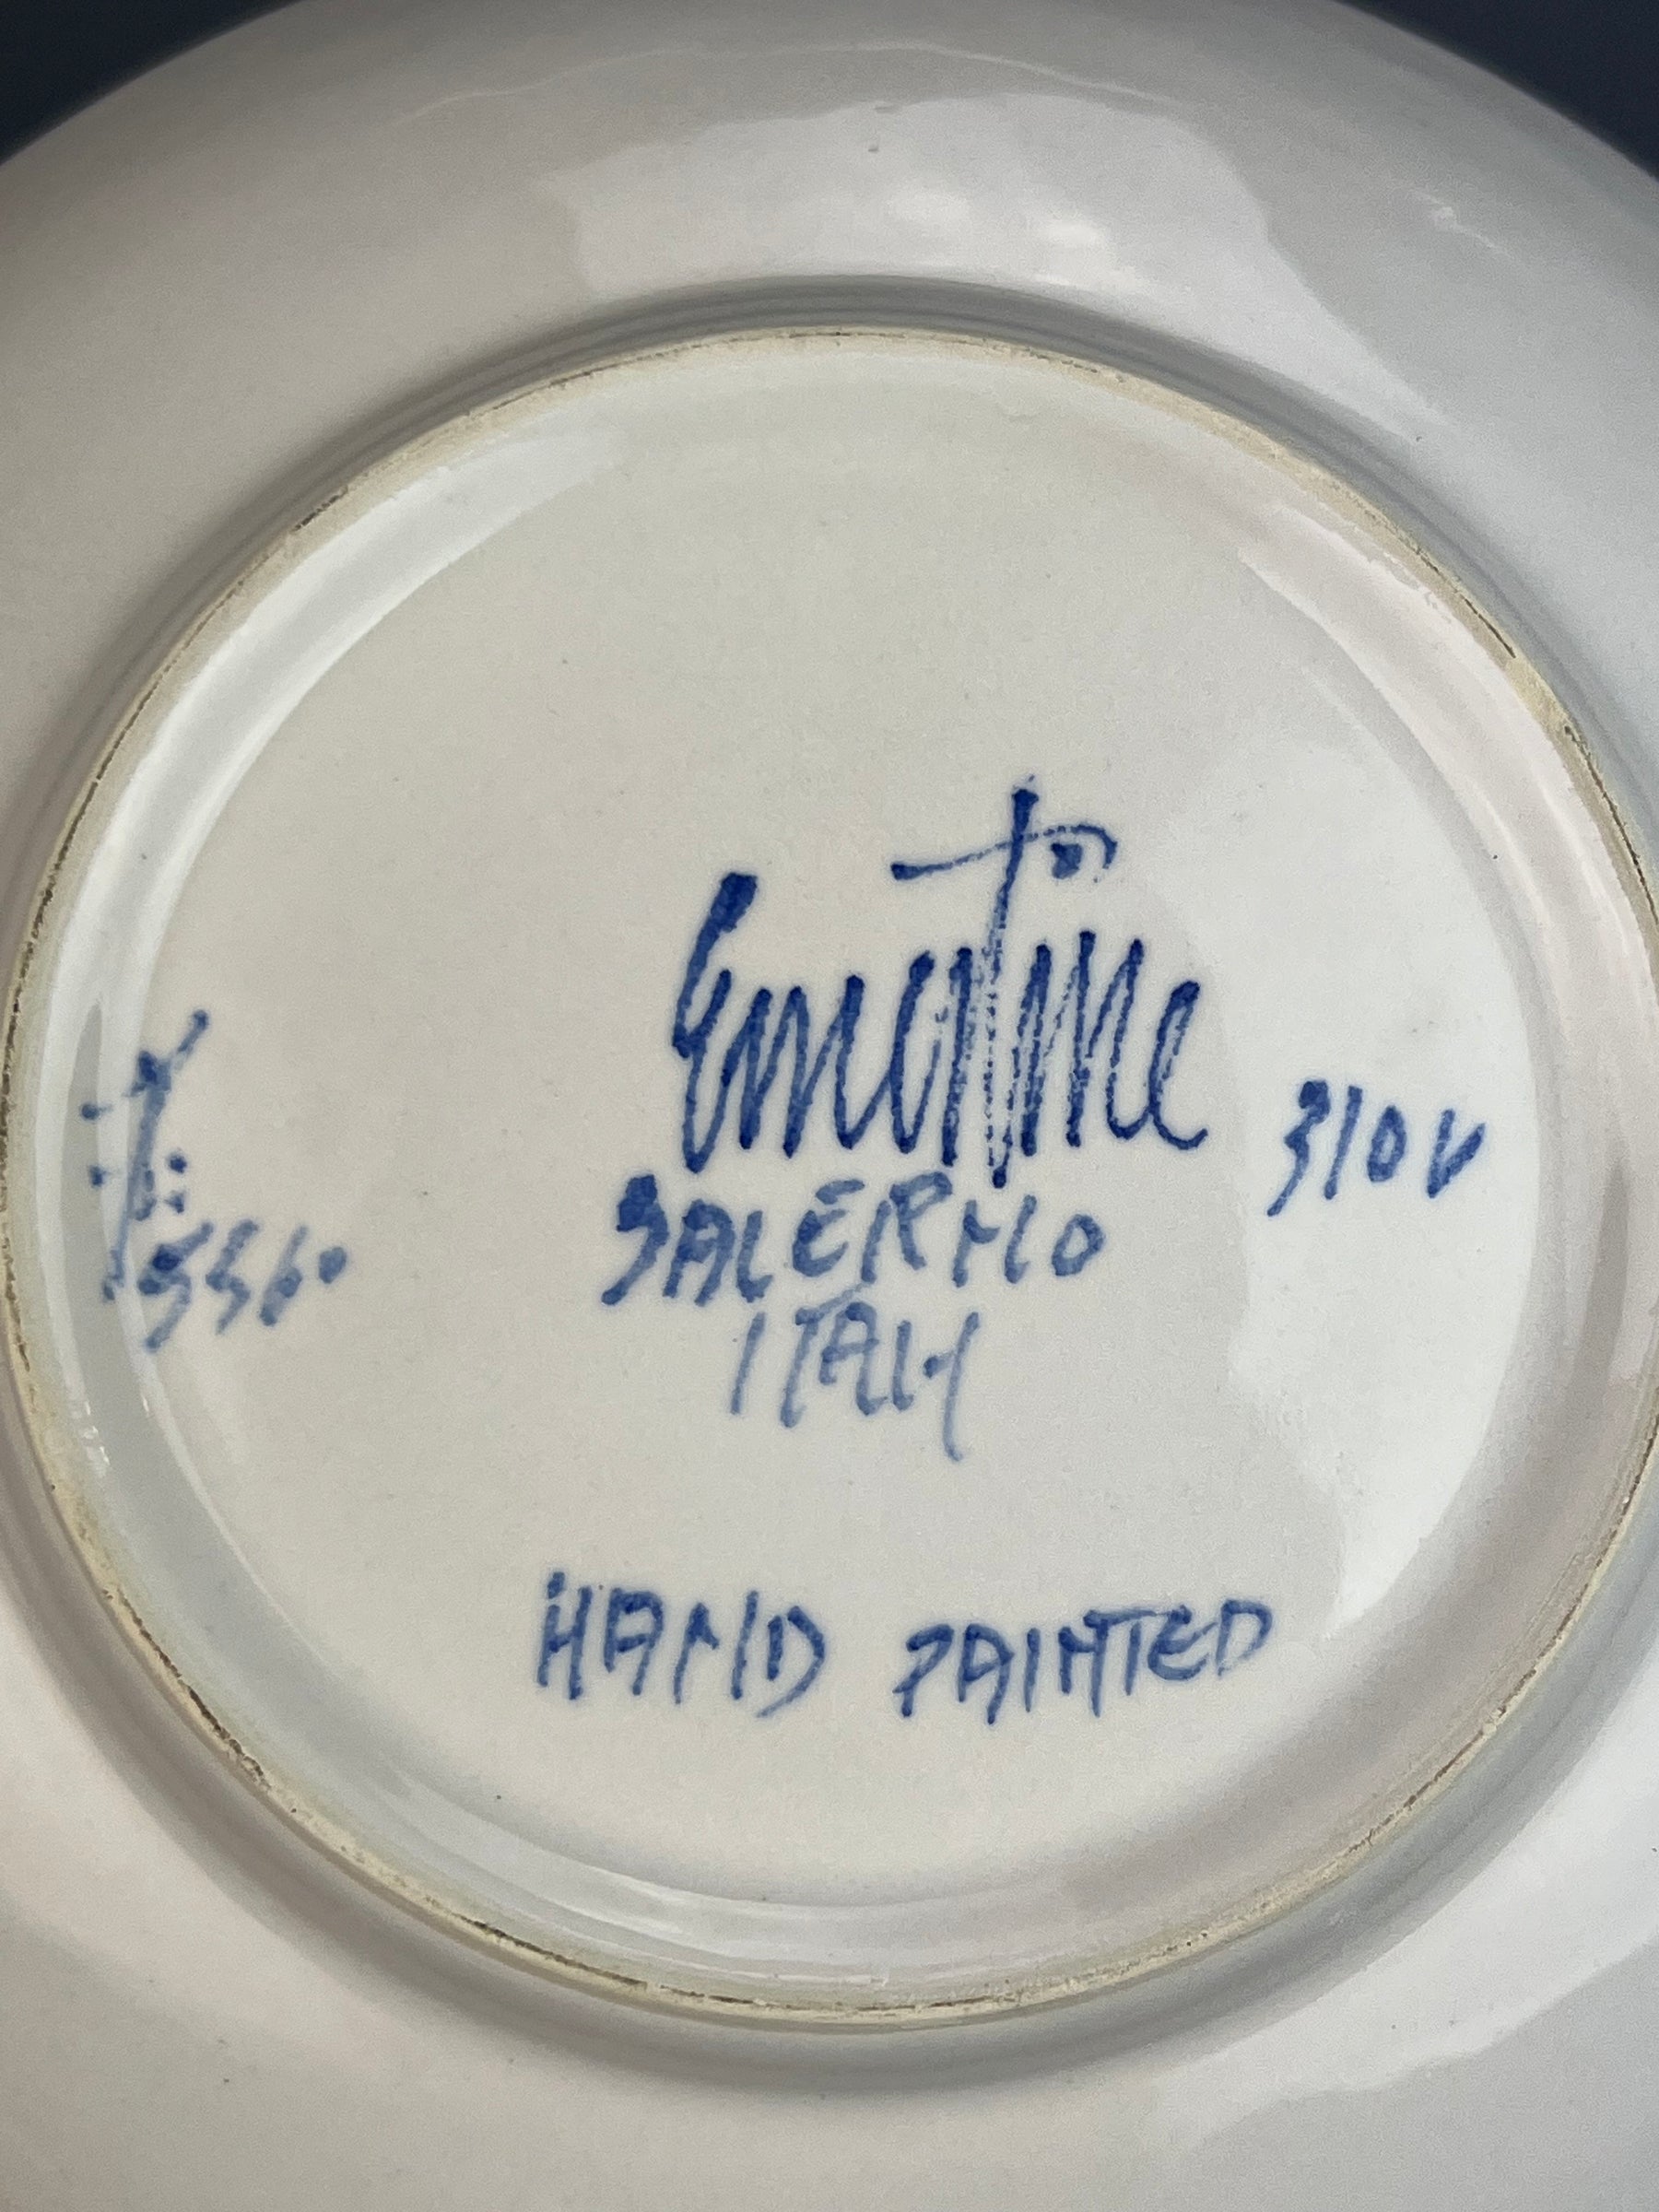 Ernestine
310V
SALERNO
ITALY
HAND PAINTED